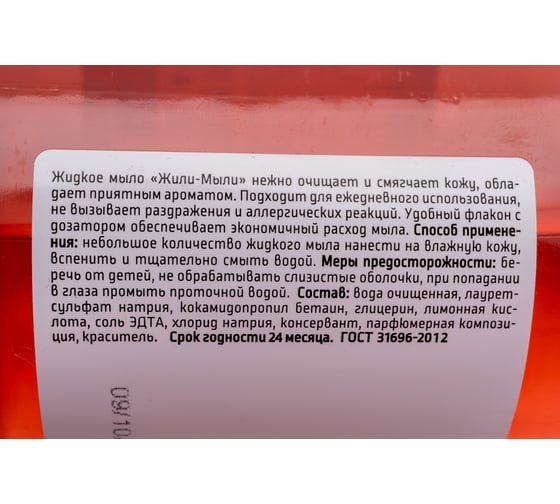 Жидкое мыло «Жили-Мыли» нежно очищает и смягчает кожу, обла-
дает приятным ароматом. Подходит для ежедневного использования,
не вызывает раздражения и аллергических реакций. Удобный флакон с
дозатором обеспечивает экономичный расход мыла. Способ примене-
ния: небольшое количество жидкого мыла нанести на влажную кожу,
вспенить и тщательно смыть водой. Меры предосторожности: бе-
речь от детей, не обрабатывать слизистые оболочки, при попадании
в глаза промыть проточной водой. Состав: вода очищенная, лаурет-
сульфат натрия, кокамидопропил бетаин, глицерин, лимонная кис-
лота, соль ЭДТА, хлорид натрия, консервант, парфюмерная компози-
ция, краситель. Срок годности 24 месяца. ГОСТ 31696-2012
09/10